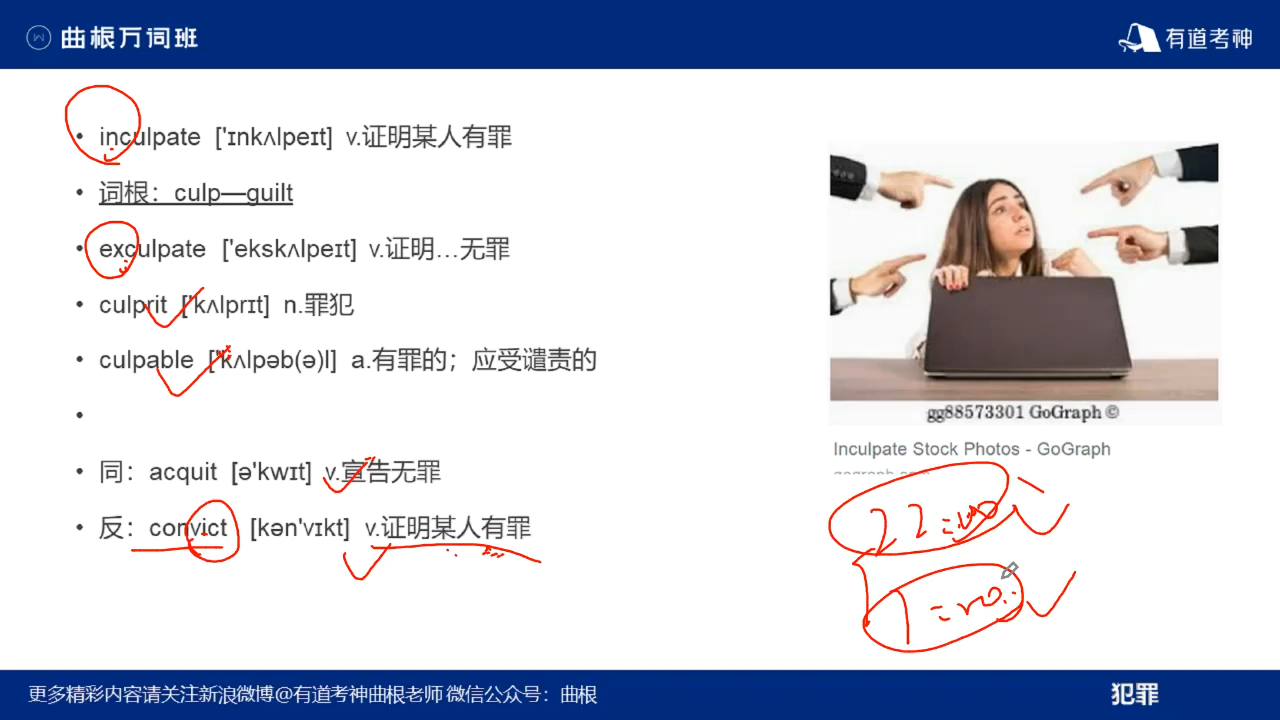 曲根万词班
有道考神
• inculpate ['ɪnkʌlpeɪt] v.证明某人有罪
• 词根：culp—guilt
• exculpate ['ekskʌlpeɪt] v.证明…无罪
• culprit ['kʌlprɪt] n.罪犯
• culpable ['kʌlpəb(ə)l] a.有罪的；应受谴责的
•
• 同：acquit [ə'kwɪt] v.宣告无罪
• 反：convict [kən'vɪkt] v.证明某人有罪
gg88573301 GoGraph ©
Inculpate Stock Photos - GoGraph
22=
1=
更多精彩内容请关注新浪微博@有道考神曲根老师 微信公众号：曲根
犯罪